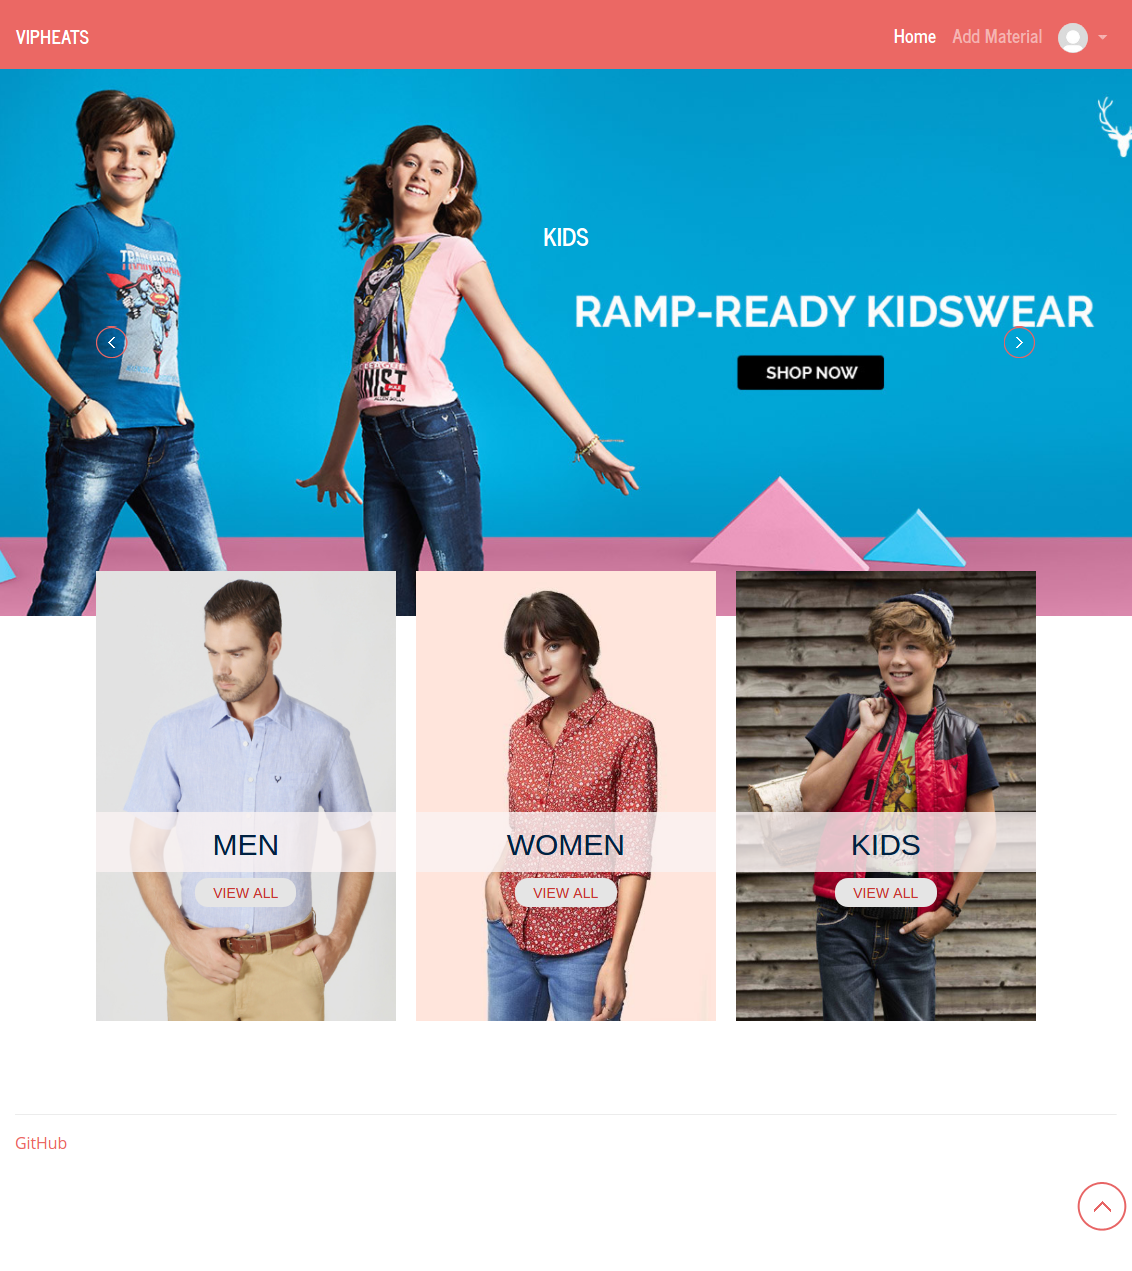 VIPHEATS
Home Add Material
KIDS
RAMP-READY KIDSWEAR
SHOP NOW
MEN
WOMEN
KIDS
VIEW ALL
VIEW ALL
VIEW ALL
GitHub